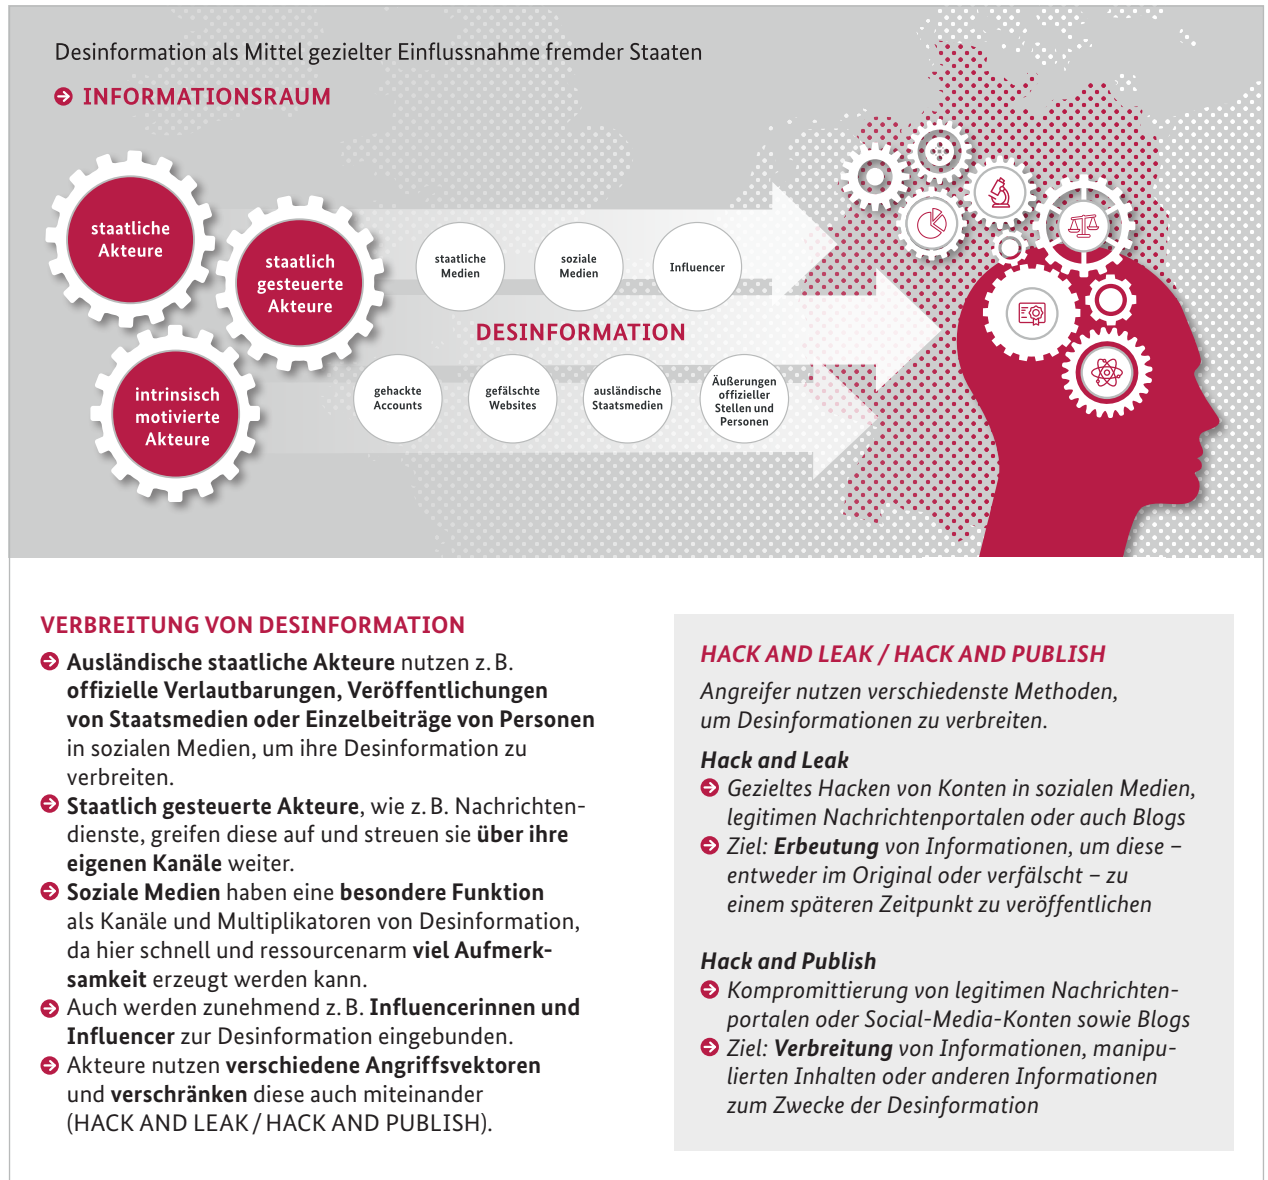 Desinformation als Mittel gezielter Einflussnahme fremder Staaten
INFORMATIONSRAUM
staatliche
Akteure
staatlich
gesteuerte
Akteure
intrinsisch
motivierte
Akteure
staatliche
Medien
soziale
Medien
Influencer
DESINFORMATION
gehackte
Accounts
gefälschte
Websites
ausländische
Staatsmedien
Äußerungen
offizieller
Stellen und
Personen
VERBREITUNG VON DESINFORMATION
Ausländische staatliche Akteure nutzen z. B.
offizielle Verlautbarungen, Veröffentlichungen
von Staatsmedien oder Einzelbeiträge von Personen
in sozialen Medien, um ihre Desinformation zu
verbreiten.
Staatlich gesteuerte Akteure, wie z. B. Nachrichten-
dienste, greifen diese auf und streuen sie über ihre
eigenen Kanäle weiter.
Soziale Medien haben eine besondere Funktion
als Kanäle und Multiplikatoren von Desinformation,
da hier schnell und ressourcenarm viel Aufmerk-
samkeit erzeugt werden kann.
Auch werden zunehmend z. B. Influencerinnen und
Influencer zur Desinformation eingebunden.
Akteure nutzen verschiedene Angriffsvektoren
und verschränken diese auch miteinander
(HACK AND LEAK / HACK AND PUBLISH).
HACK AND LEAK / HACK AND PUBLISH
Angreifer nutzen verschiedenste Methoden,
um Desinformationen zu verbreiten.
Hack and Leak
Gezieltes Hacken von Konten in sozialen Medien,
legitimen Nachrichtenportalen oder auch Blogs
Ziel: Erbeutung von Informationen, um diese –
entweder im Original oder verfälscht – zu
einem späteren Zeitpunkt zu veröffentlichen
Hack and Publish
Kompromittierung von legitimen Nachrichten-
portalen oder Social-Media-Konten sowie Blogs
Ziel: Verbreitung von Informationen, manipu-
lierten Inhalten oder anderen Informationen
zum Zwecke der Desinformation